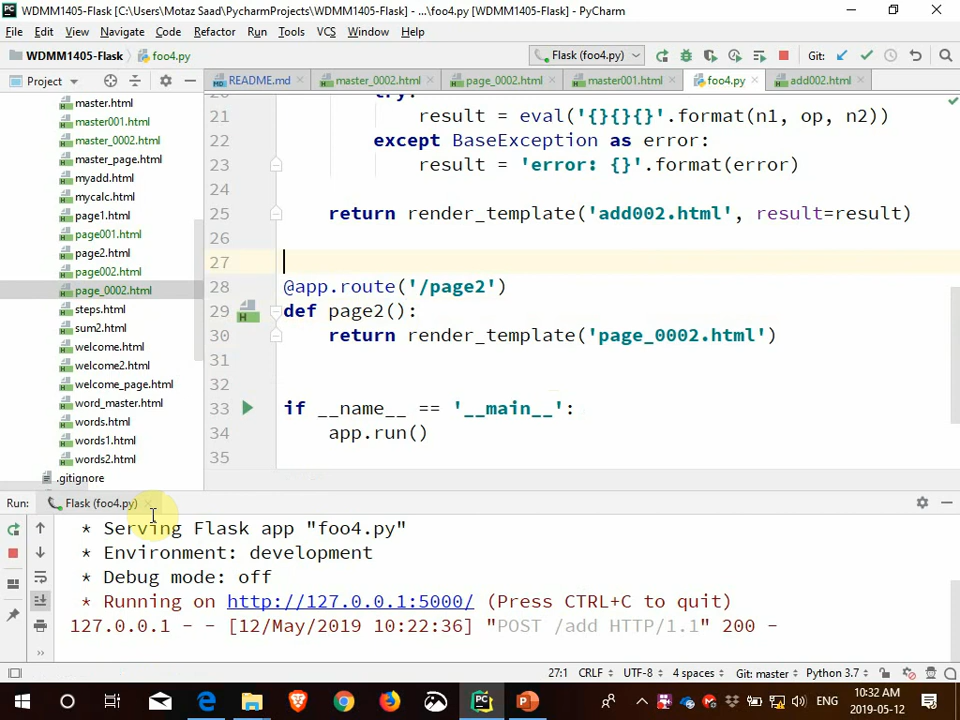 WDMM1405-Flask [C:\Users\Motaz Saad\PycharmProjects\WDMM1405-Flask] - ...\foo4.py [WDMM1405-Flask] - PyCharm
File Edit View Navigate Code Refactor Run Tools VCS Window Help
WDMM1405-Flask foo4.py Flask (foo4.py) Git:
Project README.md master_0002.html page_0002.html master001.html foo4.py add002.html
master.html
master001.html
master_0002.html
master_page.html
myadd.html
mycalc.html
page1.html
page001.html
page2.html
page002.html
page_0002.html
steps.html
sum2.html
welcome.html
welcome2.html
welcome_page.html
word_master.html
words.html
words1.html
words2.html
.gitignore
20 try:
21 result = eval('{}{}{}'.format(n1, op, n2))
22 except BaseException as error:
23 result = 'error: {}'.format(error)
24
25 return render_template('add002.html', result=result)
26
27
28 @app.route('/page2')
29 def page2():
30 return render_template('page_0002.html')
31
32
33 if __name__ == '__main__':
34 app.run()
35
Run: Flask (foo4.py)
* Serving Flask app "foo4.py"
* Environment: development
* Debug mode: off
* Running on http://127.0.0.1:5000/ (Press CTRL+C to quit)
127.0.0.1 - - [12/May/2019 10:22:36] "POST /add HTTP/1.1" 200 -
27:1 CRLF UTF-8 4 spaces Git: master Python 3.7
ENG 10:32 AM
2019-05-12